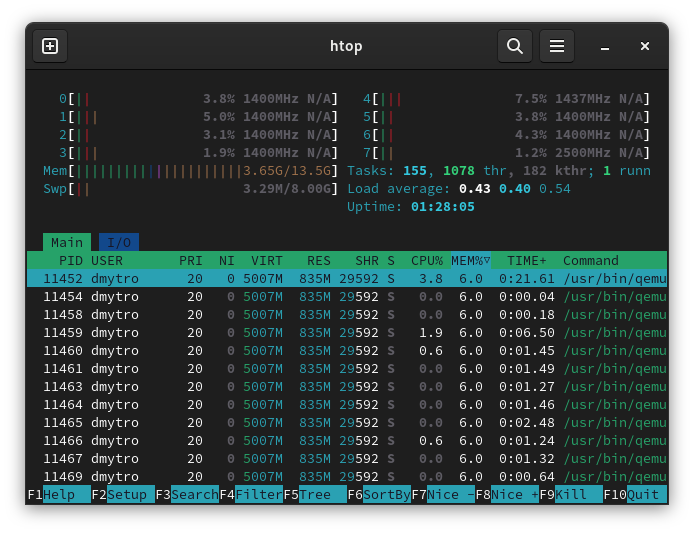 htop
0[|| 3.8% 1400MHz N/A] 4[||| 7.5% 1437MHz N/A]
1[||| 5.0% 1400MHz N/A] 5[|| 3.8% 1400MHz N/A]
2[|| 3.1% 1400MHz N/A] 6[|| 4.3% 1400MHz N/A]
3[||| 1.9% 1400MHz N/A] 7[|| 1.2% 2500MHz N/A]
Mem[|||||||||||||||||||||3.65G/13.5G] Tasks: 155, 1078 thr, 182 kthr; 1 runn
Swp[|| 3.29M/8.00G] Load average: 0.43 0.40 0.54
Uptime: 01:28:05
Main I/O
PID USER PRI NI VIRT RES SHR S CPU% MEM%▽ TIME+ Command
11452 dmytro 20 0 5007M 835M 29592 S 3.8 6.0 0:21.61 /usr/bin/qemu
11454 dmytro 20 0 5007M 835M 29592 S 0.0 6.0 0:00.04 /usr/bin/qemu
11458 dmytro 20 0 5007M 835M 29592 S 0.0 6.0 0:00.18 /usr/bin/qemu
11459 dmytro 20 0 5007M 835M 29592 S 1.9 6.0 0:06.50 /usr/bin/qemu
11460 dmytro 20 0 5007M 835M 29592 S 0.6 6.0 0:01.45 /usr/bin/qemu
11461 dmytro 20 0 5007M 835M 29592 S 0.0 6.0 0:01.49 /usr/bin/qemu
11463 dmytro 20 0 5007M 835M 29592 S 0.0 6.0 0:01.27 /usr/bin/qemu
11464 dmytro 20 0 5007M 835M 29592 S 0.0 6.0 0:01.46 /usr/bin/qemu
11465 dmytro 20 0 5007M 835M 29592 S 0.0 6.0 0:02.48 /usr/bin/qemu
11466 dmytro 20 0 5007M 835M 29592 S 0.6 6.0 0:01.24 /usr/bin/qemu
11467 dmytro 20 0 5007M 835M 29592 S 0.0 6.0 0:01.32 /usr/bin/qemu
11469 dmytro 20 0 5007M 835M 29592 S 0.0 6.0 0:00.64 /usr/bin/qemu
F1Help F2Setup F3SearchF4FilterF5Tree F6SortByF7Nice -F8Nice +F9Kill F10Quit